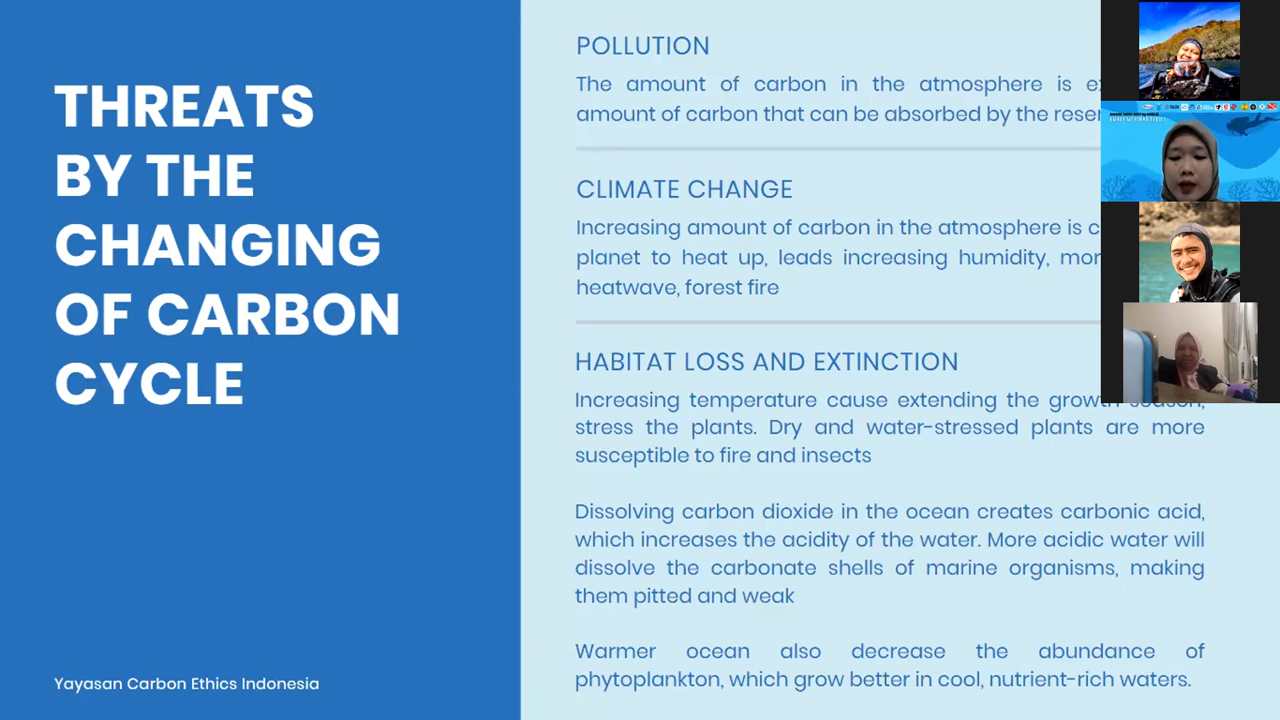 THREATS
BY THE
CHANGING
OF CARBON
CYCLE
Yayasan Carbon Ethics Indonesia
POLLUTION
The amount of carbon in the atmosphere is
amount of carbon that can be absorbed by the
CLIMATE CHANGE
Increasing amount of carbon in the atmosphere is
planet to heat up, leads increasing humidity,
heatwave, forest fire
HABITAT LOSS AND EXTINCTION
Increasing temperature cause extending the growth season,
stress the plants. Dry and water-stressed plants are more
susceptible to fire and insects
Dissolving carbon dioxide in the ocean creates carbonic acid,
which increases the acidity of the water. More acidic water will
dissolve the carbonate shells of marine organisms, making
them pitted and weak
Warmer ocean also decrease the abundance of
phytoplankton, which grow better in cool, nutrient-rich waters.